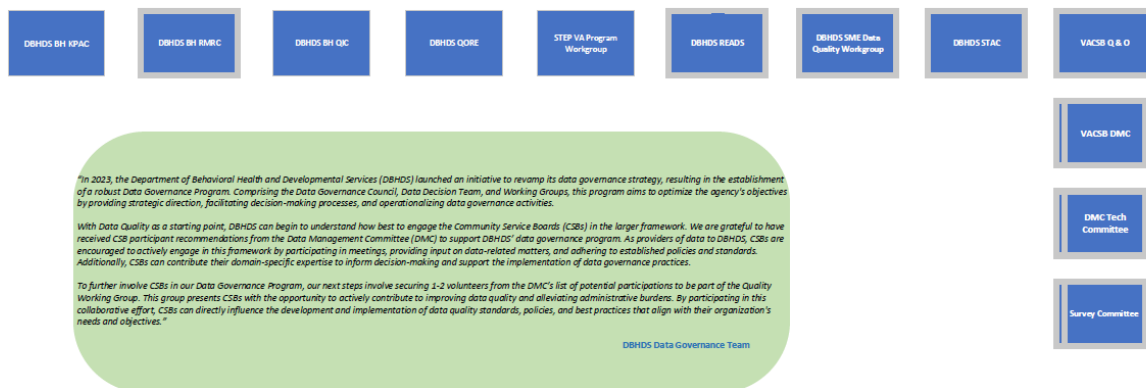 DBHDS BH KPAC
DBHDS BH RMRC
DBHDS BH QIC
DBHDS QORE
STEP VA Program
Workgroup
DBHDS READS
DBHDS SME Data
Quality Workgroup
DBHDS STAC
VACSB Q & O
VACSB DMC
DMC Tech
Committee
Survey Committee
"In 2023, the Department of Behavioral Health and Developmental Services (DBHDS) launched an initiative to revamp its data governance strategy, resulting in the establishment
of a robust Data Governance Program. Comprising the Data Governance Council, Data Decision Team, and Working Groups, this program aims to optimize the agency's objectives
by providing strategic direction, facilitating decision-making processes, and operationalizing data governance activities.
With Data Quality as a starting point, DBHDS can begin to understand how best to engage the Community Service Boards (CSBs) in the larger framework. We are grateful to have
received CSB participant recommendations from the Data Management Committee (DMC) to support DBHDS' data governance program. As providers of data to DBHDS, CSBs are
encouraged to actively engage in this framework by participating in meetings, providing input on data-related matters, and adhering to established policies and standards.
Additionally, CSBs can contribute their domain-specific expertise to inform decision-making and support the implementation of data governance practices.
To further involve CSBs in our Data Governance Program, our next steps involve securing 1-2 volunteers from the DMC's list of potential participations to be part of the Quality
Working Group. This group presents CSBs with the opportunity to actively contribute to improving data quality and alleviating administrative burdens. By participating in this
collaborative effort, CSBs can directly influence the development and implementation of data quality standards, policies, and best practices that align with their organization's
needs and objectives."
DBHDS Data Governance Team